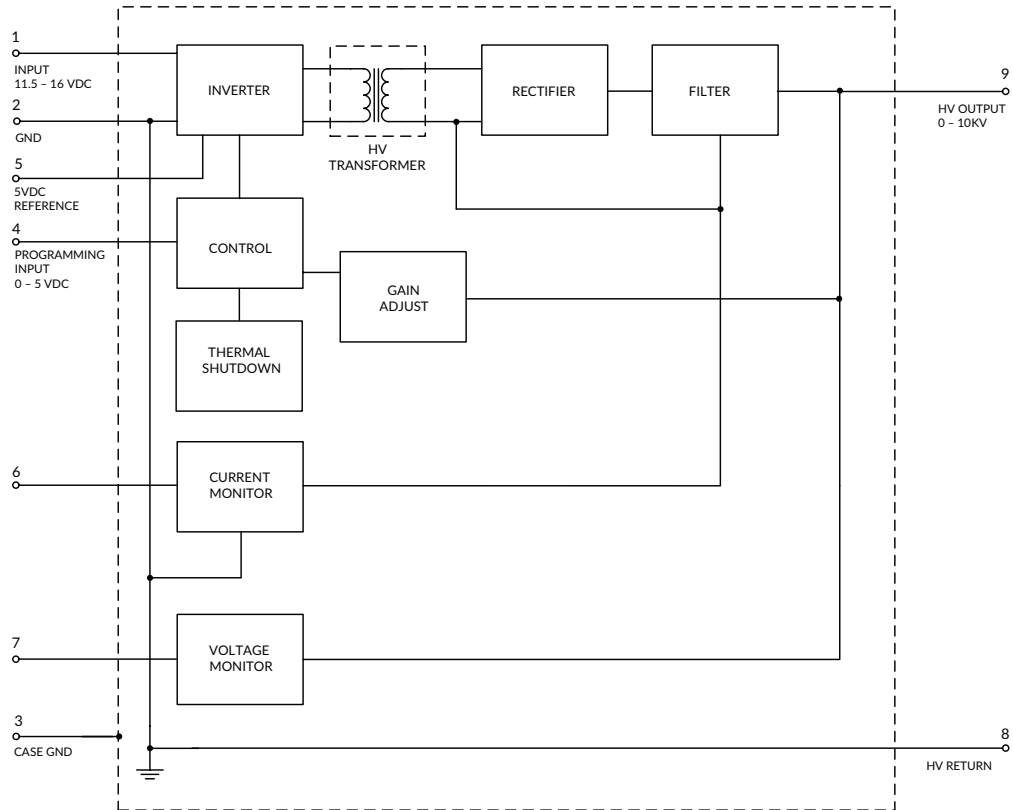 1
INPUT
11.5 – 16 VDC
2
GND
5
5VDC
REFERENCE
4
PROGRAMMING
INPUT
0 – 5 VDC
6
7
3
CASE GND
INVERTER
HV
TRANSFORMER
RECTIFIER
FILTER
CONTROL
GAIN
ADJUST
THERMAL
SHUTDOWN
CURRENT
MONITOR
VOLTAGE
MONITOR
9
HV OUTPUT
0 – 10KV
8
HV RETURN